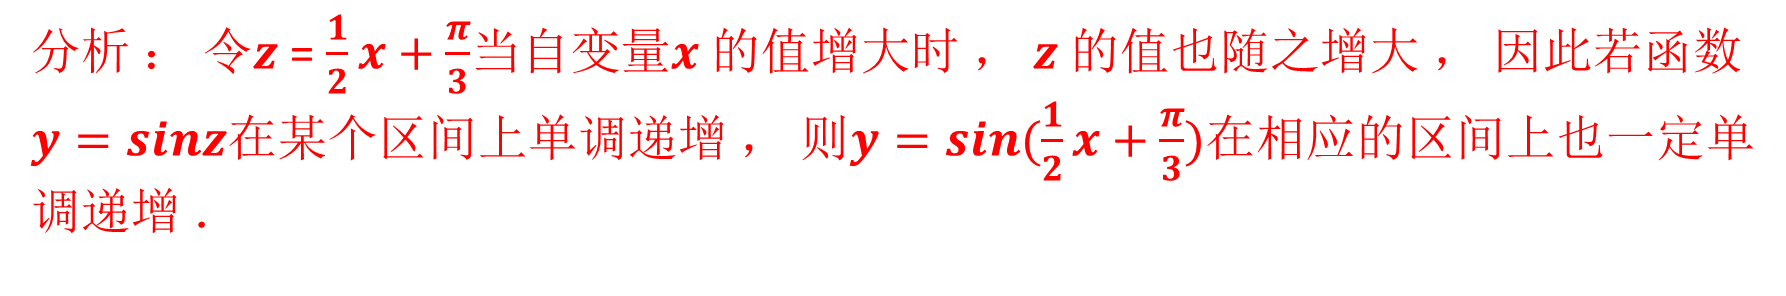 分析： 令z = 1/2 x + π/3当自变量x 的值增大时， z 的值也随之增大， 因此若函数
y = sinz在某个区间上单调递增， 则y = sin(1/2 x + π/3)在相应的区间上也一定单
调递增．